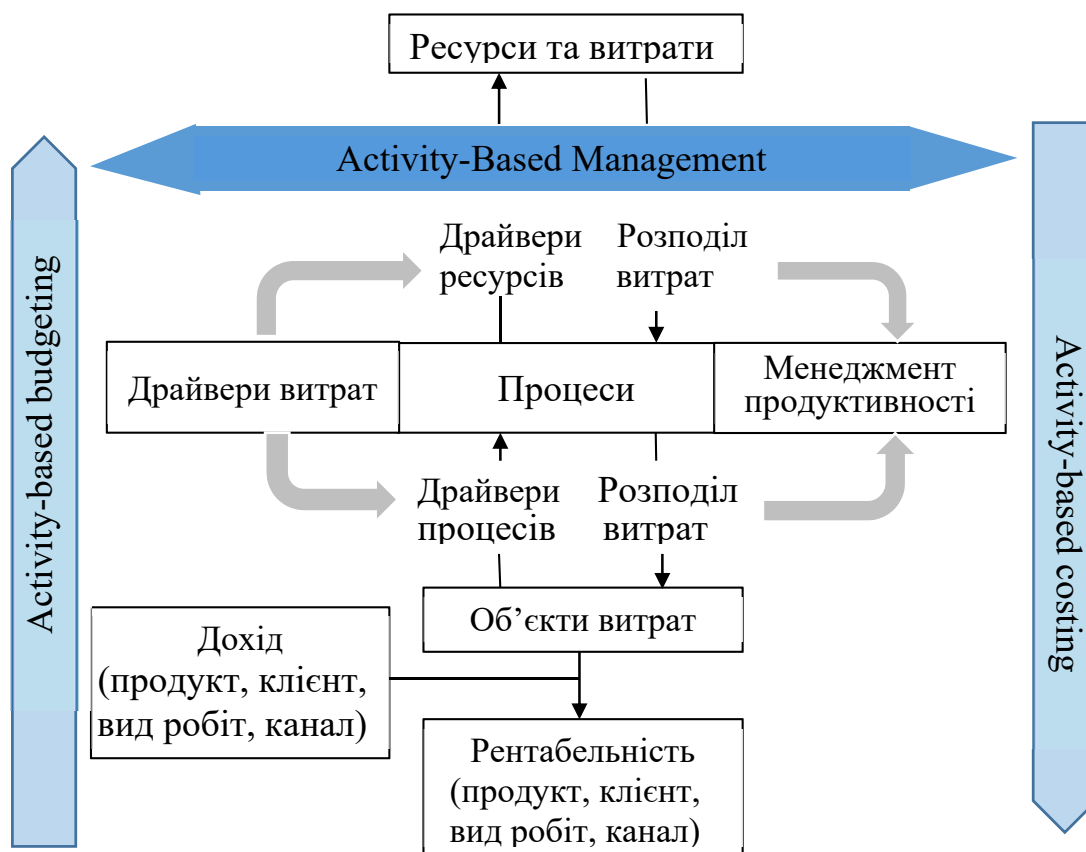 Ресурси та витрати
Activity-Based Management
Драйвери
ресурсів
Розподіл
витрат
Activity-based budgeting
Драйвери витрат
Процеси
Менеджмент
продуктивності
Activity-based costing
Драйвери
процесів
Розподіл
витрат
Об’єкти витрат
Дохід
(продукт, клієнт,
вид робіт, канал)
Рентабельність
(продукт, клієнт,
вид робіт, канал)